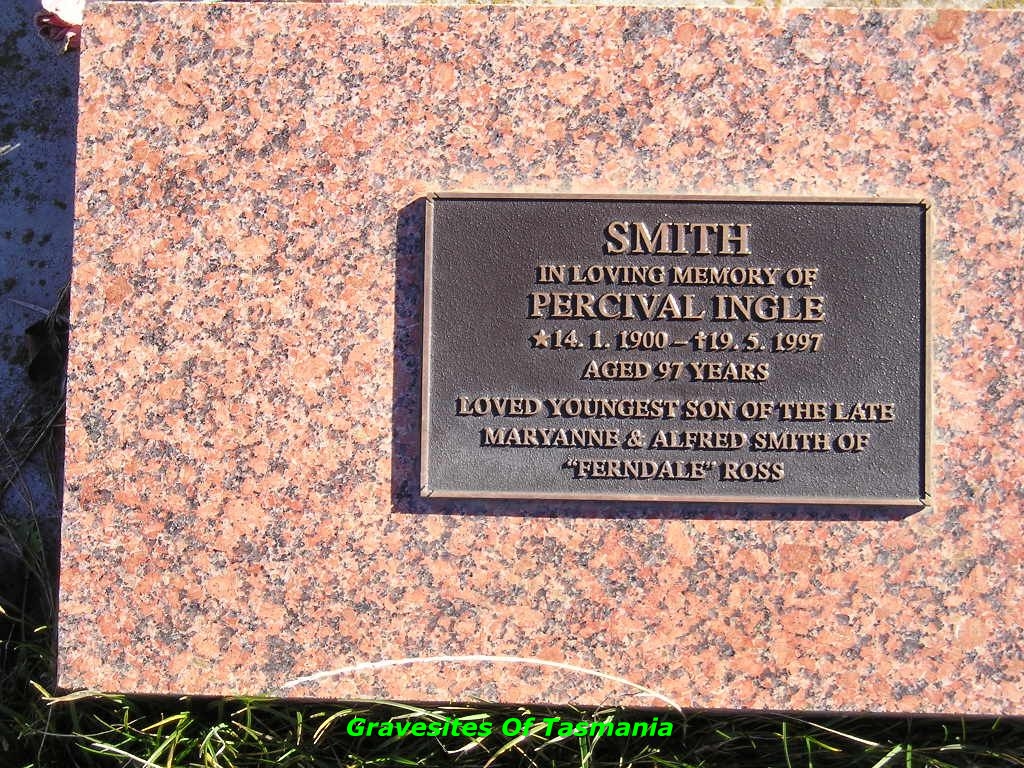 SMITH
IN LOVING MEMORY OF
PERCIVAL INGLE
★14. 1. 1900 – ✝19. 5. 1997
AGED 97 YEARS
LOVED YOUNGEST SON OF THE LATE
MARYANNE & ALFRED SMITH OF
“FERNDALE” ROSS
Gravesites Of Tasmania